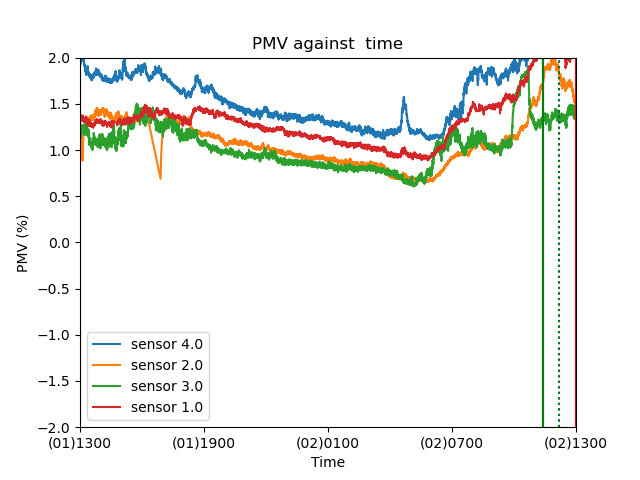 PMV against  time
PMV (%)
2.0
1.5
1.0
0.5
0.0
−0.5
−1.0
−1.5
−2.0
sensor 4.0
sensor 2.0
sensor 3.0
sensor 1.0
(01)1300 (01)1900 (02)0100 (02)0700 (02)1300
Time